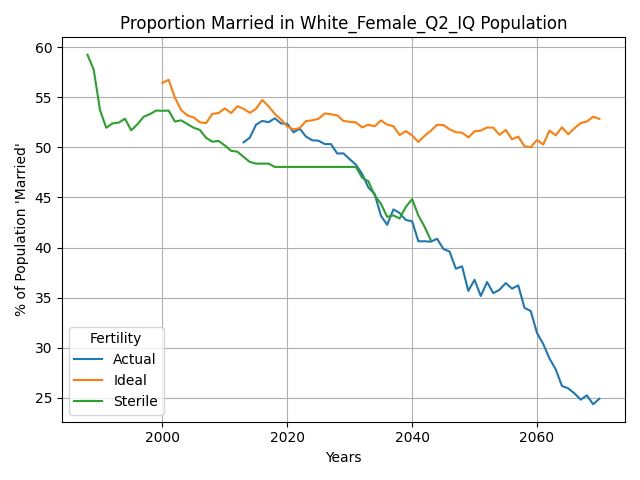 Proportion Married in White_Female_Q2_IQ Population
% of Population 'Married'
60
55
50
45
40
35
30
25
Fertility
Actual
Ideal
Sterile
2000
2020
2040
2060
Years